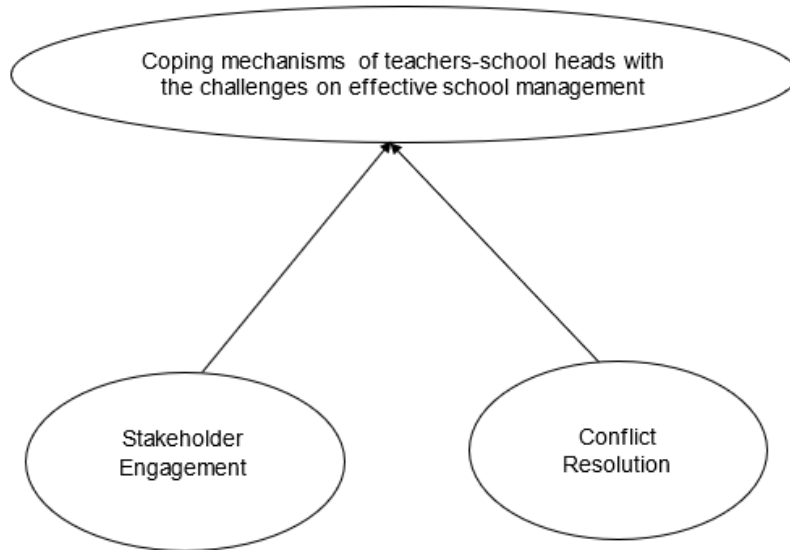 Coping mechanisms of teachers-school heads with
the challenges on effective school management
Stakeholder
Engagement
Conflict
Resolution